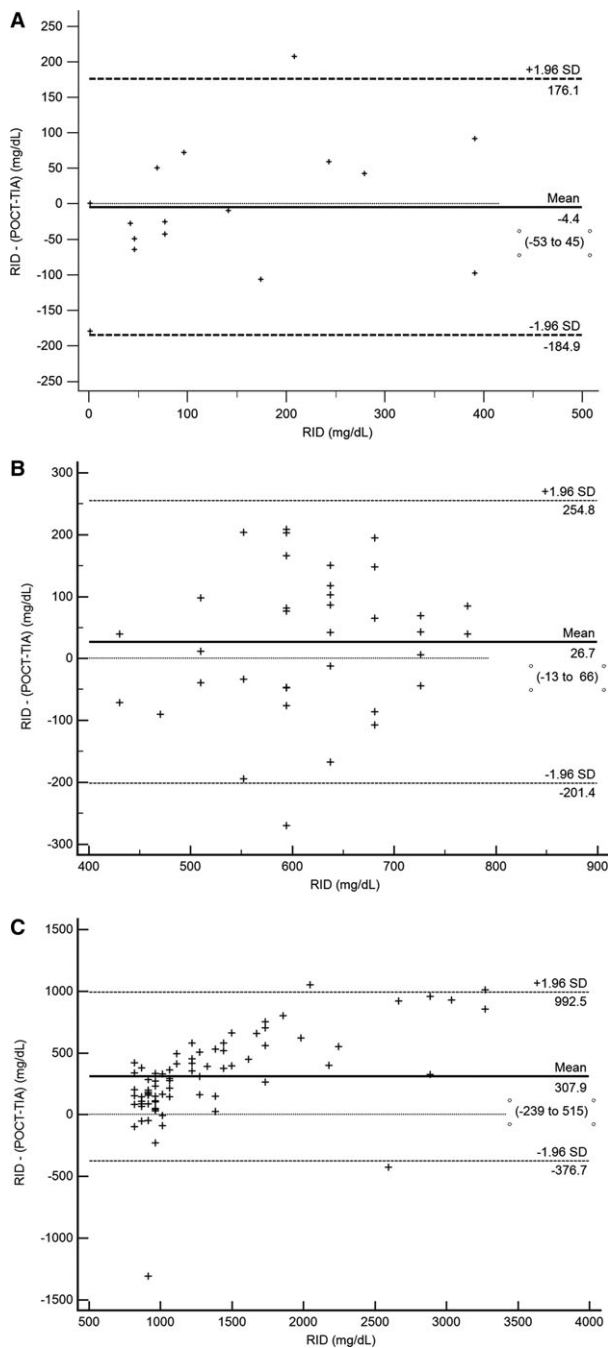 A
RID - (POCT-TIA) (mg/dL)
250
200
150
100
50
0
-50
-100
-150
-200
-250
+1.96 SD
176.1
Mean
-4.4
(-53 to 45)
-1.96 SD
-184.9
0
100
200
300
400
500
RID (mg/dL)
B
RID - (POCT-TIA) (mg/dL)
300
200
100
0
-100
-200
-300
+1.96 SD
254.8
Mean
26.7
(-13 to 66)
-1.96 SD
-201.4
400
500
600
700
800
900
RID (mg/dL)
C
RID - (POCT-TIA) (mg/dL)
1500
1000
500
0
-500
-1000
-1500
+1.96 SD
992.5
Mean
307.9
(-239 to 515)
-1.96 SD
-376.7
500
1000
1500
2000
2500
3000
3500
4000
RID (mg/dL)